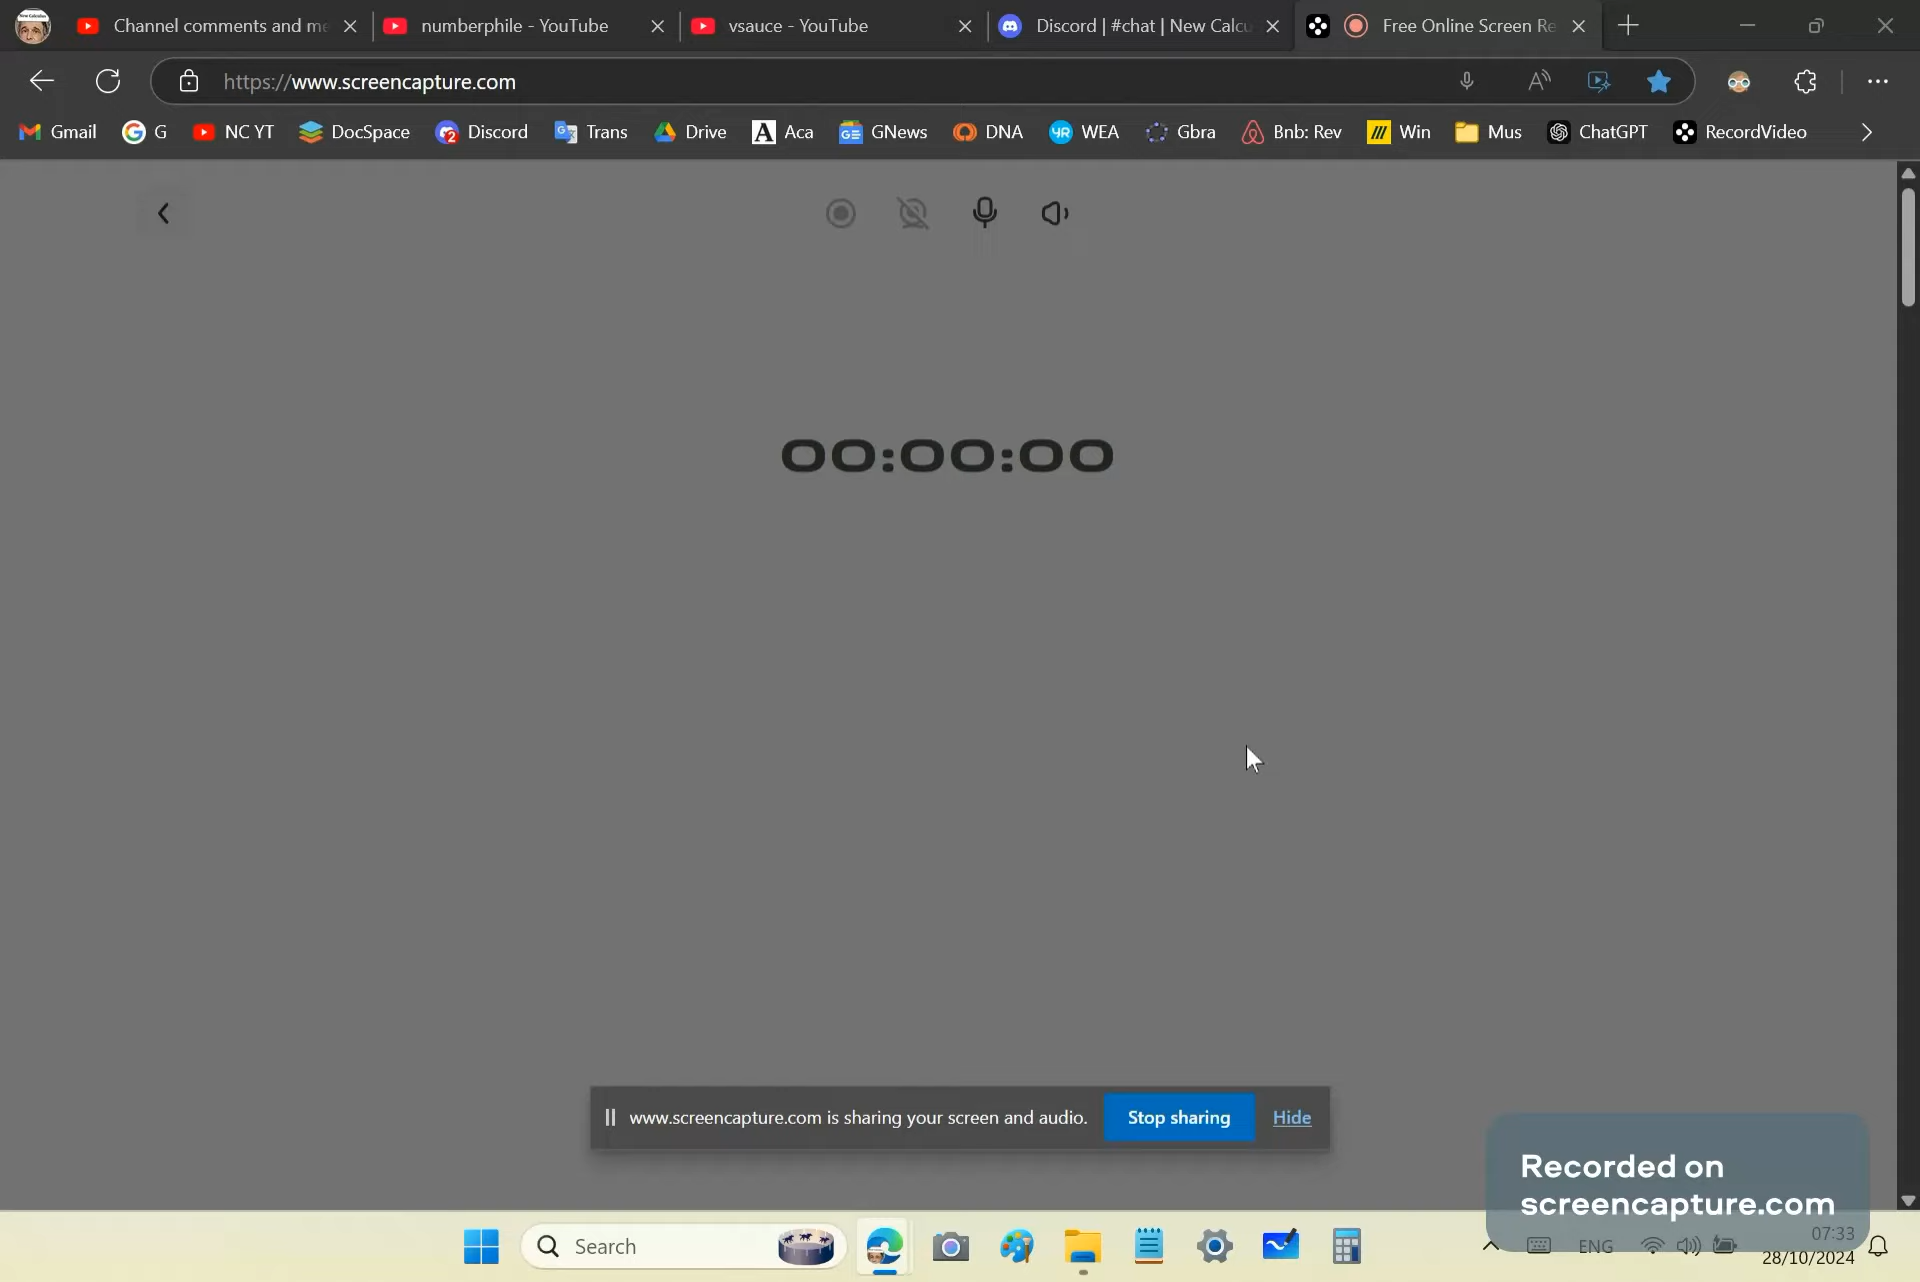 Channel comments and me
numberphile - YouTube
vsauce - YouTube
Discord | #chat | New Calcu
Free Online Screen Re
https://www.screencapture.com
Gmail
G
NC YT
DocSpace
Discord
Trans
Drive
Aca
GNews
DNA
WEA
Gbra
Bnb: Rev
Win
Mus
ChatGPT
RecordVideo
00:00:00
www.screencapture.com is sharing your screen and audio.
Stop sharing
Hide
Recorded on
screencapture.com
Search
ENG
07:33
28/10/2024